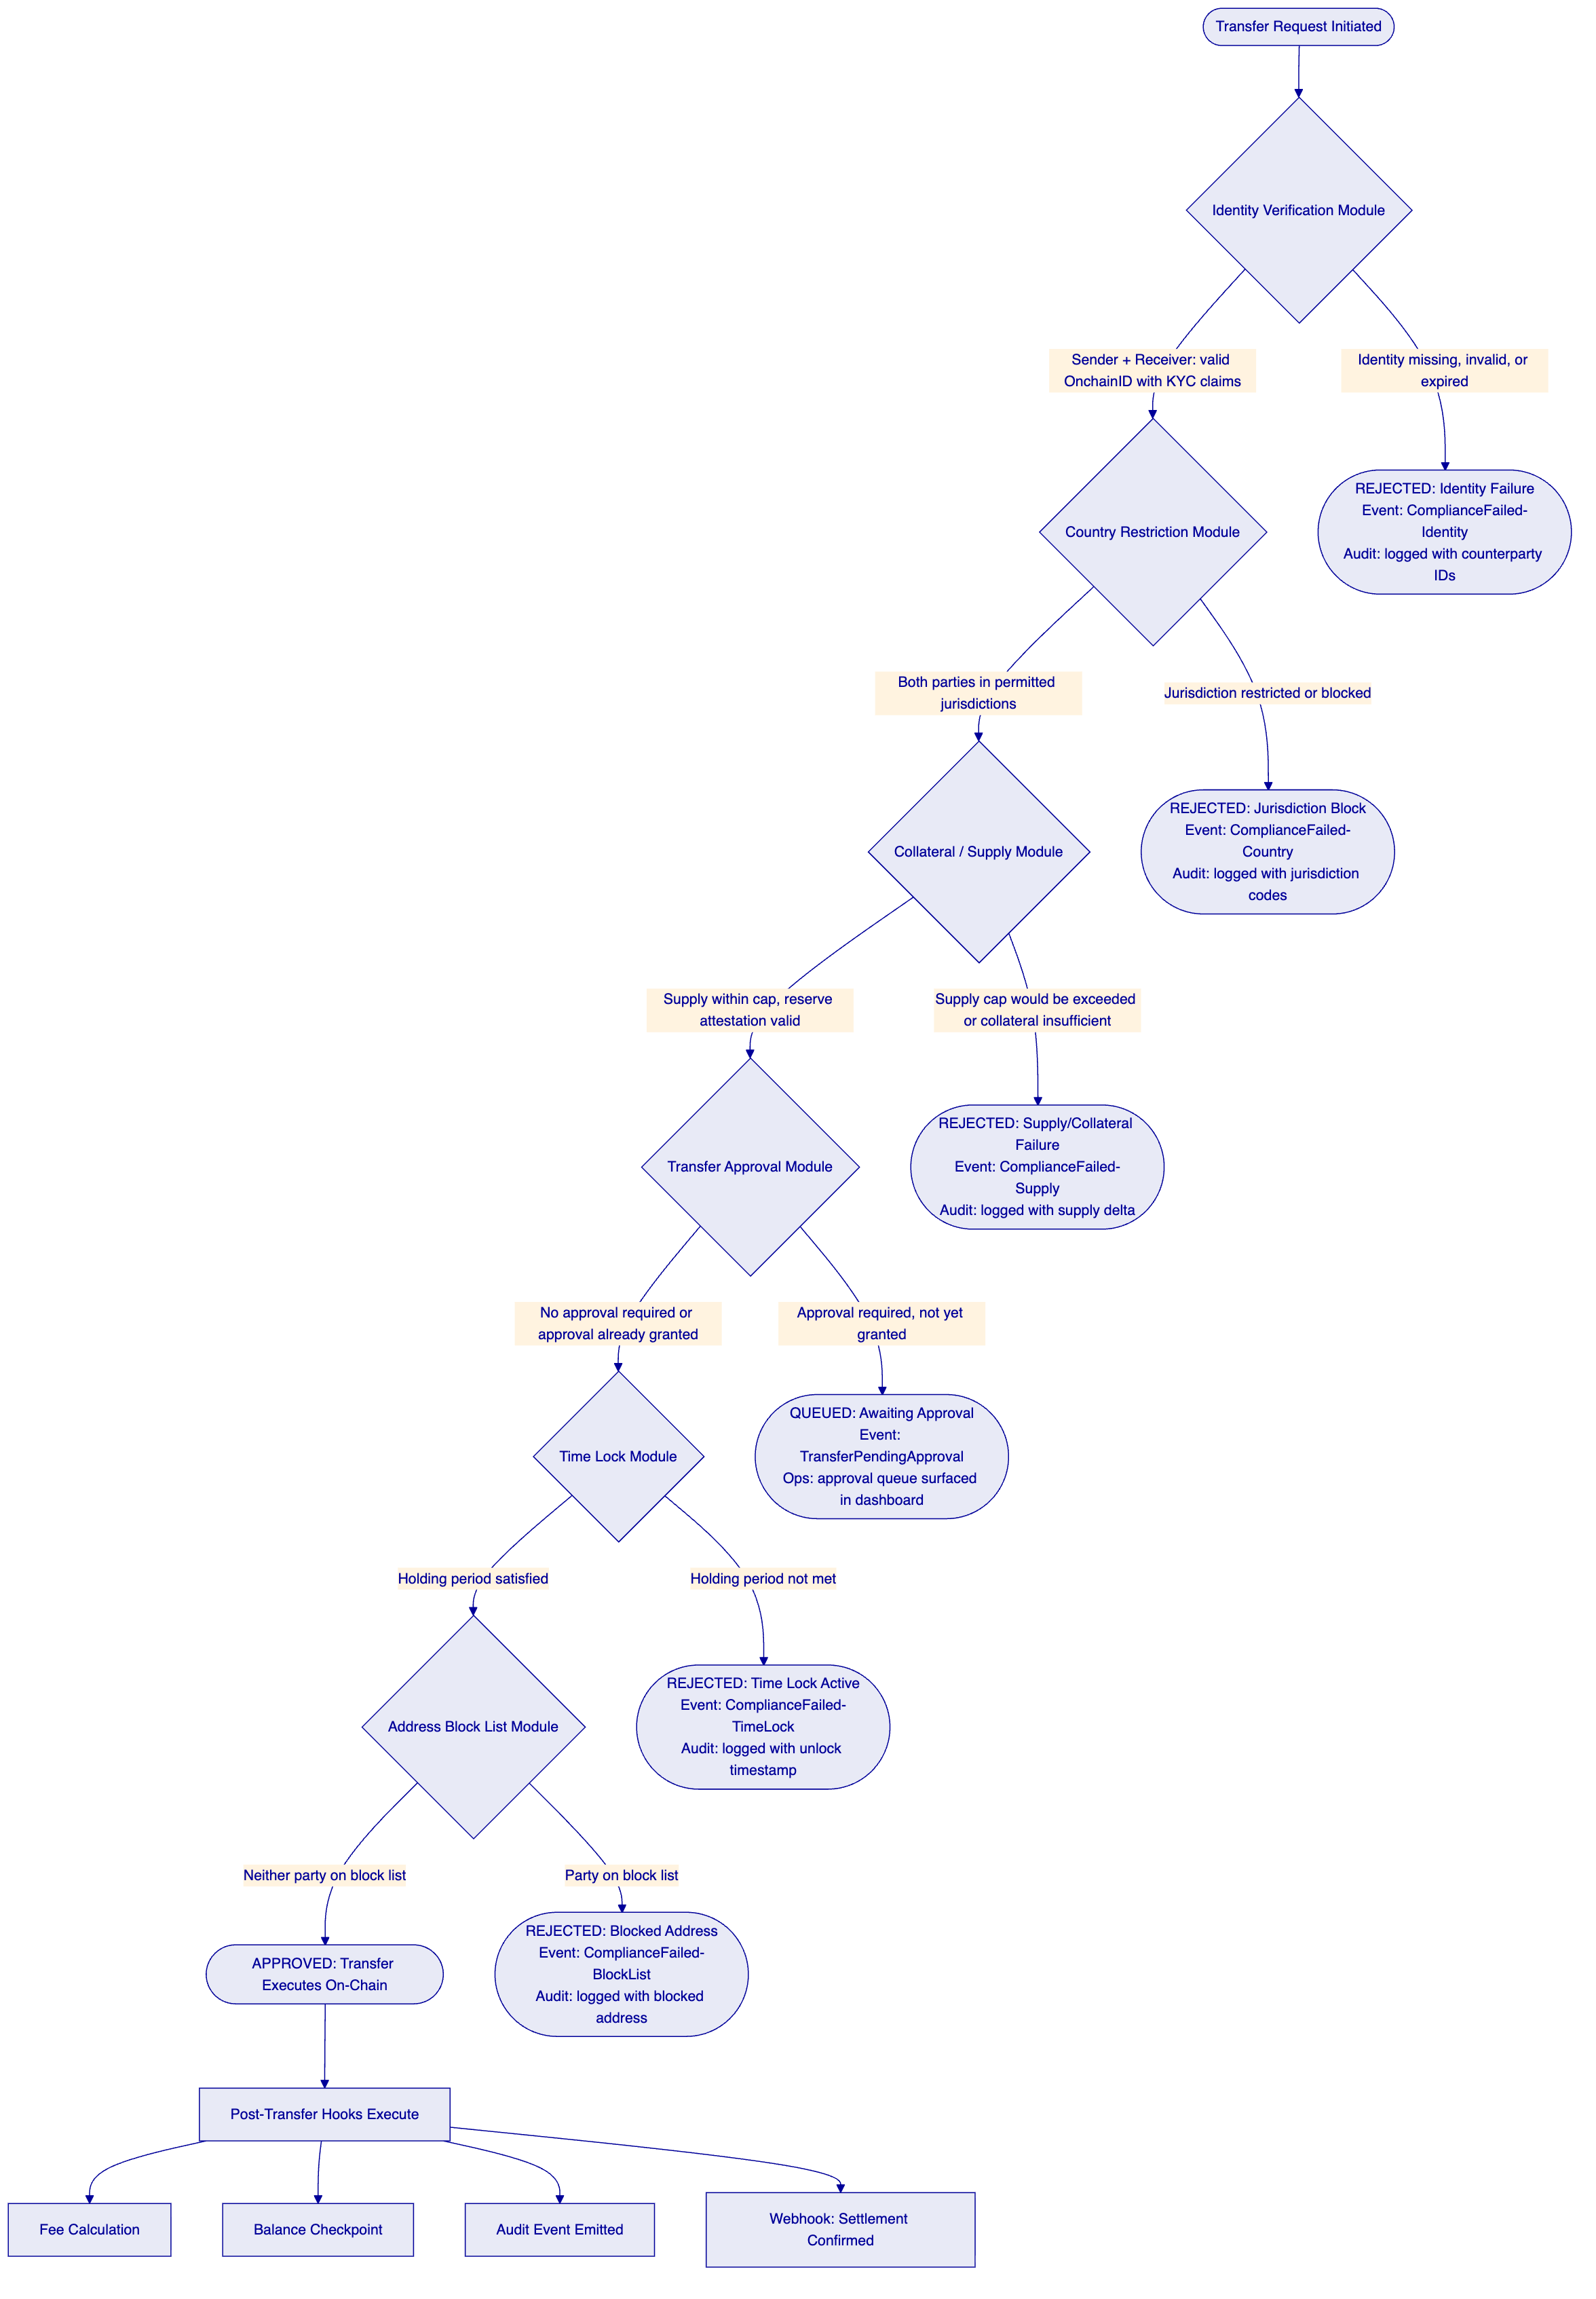 Transfer Request Initiated
Identity Verification Module
Sender + Receiver: valid
OnchainID with KYC claims
Identity missing, invalid, or
expired
Country Restriction Module
REJECTED: Identity Failure
Event: ComplianceFailed-
Identity
Audit: logged with counterparty
IDs
Both parties in permitted
jurisdictions
Jurisdiction restricted or blocked
Collateral / Supply Module
REJECTED: Jurisdiction Block
Event: ComplianceFailed-
Country
Audit: logged with jurisdiction
codes
Supply within cap, reserve
attestation valid
Supply cap would be exceeded
or collateral insufficient
Transfer Approval Module
REJECTED: Supply/Collateral
Failure
Event: ComplianceFailed-
Supply
Audit: logged with supply delta
No approval required or
approval already granted
Approval required, not yet
granted
Time Lock Module
QUEUED: Awaiting Approval
Event:
TransferPendingApproval
Ops: approval queue surfaced
in dashboard
Holding period satisfied
Holding period not met
Address Block List Module
REJECTED: Time Lock Active
Event: ComplianceFailed-
TimeLock
Audit: logged with unlock
timestamp
Neither party on block list
Party on block list
APPROVED: Transfer
Executes On-Chain
REJECTED: Blocked Address
Event: ComplianceFailed-
BlockList
Audit: logged with blocked
address
Post-Transfer Hooks Execute
Fee Calculation
Balance Checkpoint
Audit Event Emitted
Webhook: Settlement
Confirmed